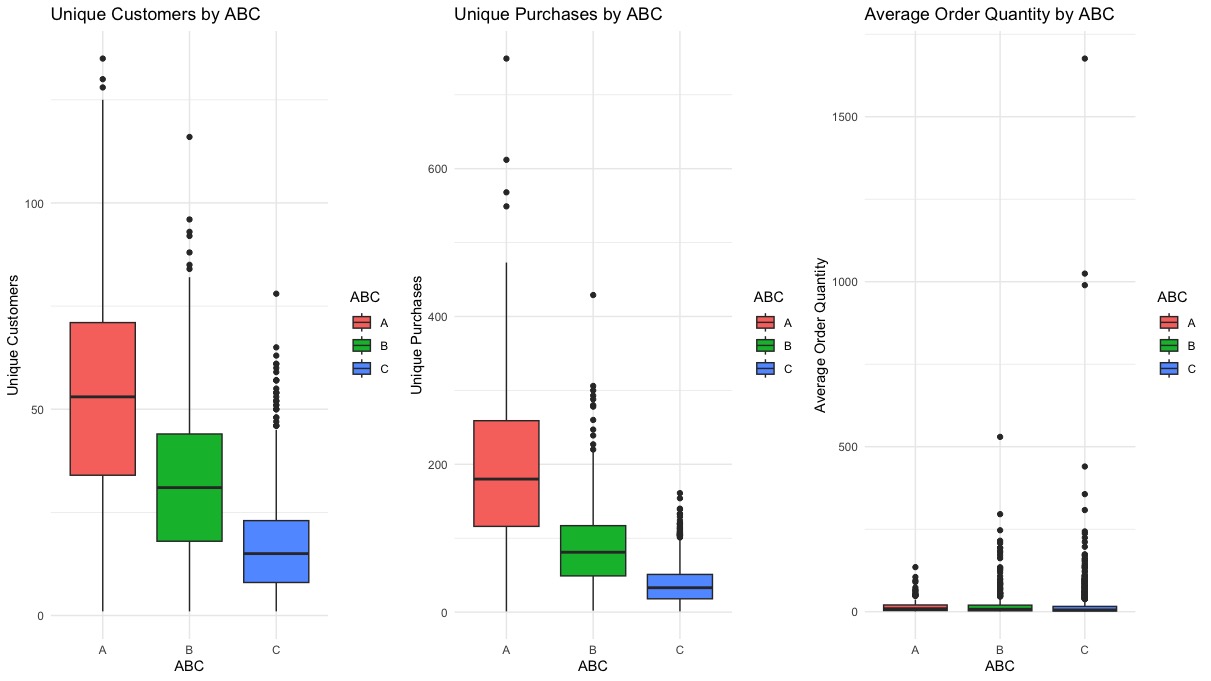 Unique Customers by ABC
Unique Customers
100
50
0
A
B
C
ABC
ABC
A
B
C
Unique Purchases by ABC
Unique Purchases
600
400
200
0
A
B
C
ABC
ABC
A
B
C
Average Order Quantity by ABC
Average Order Quantity
1500
1000
500
0
A
B
C
ABC
ABC
A
B
C